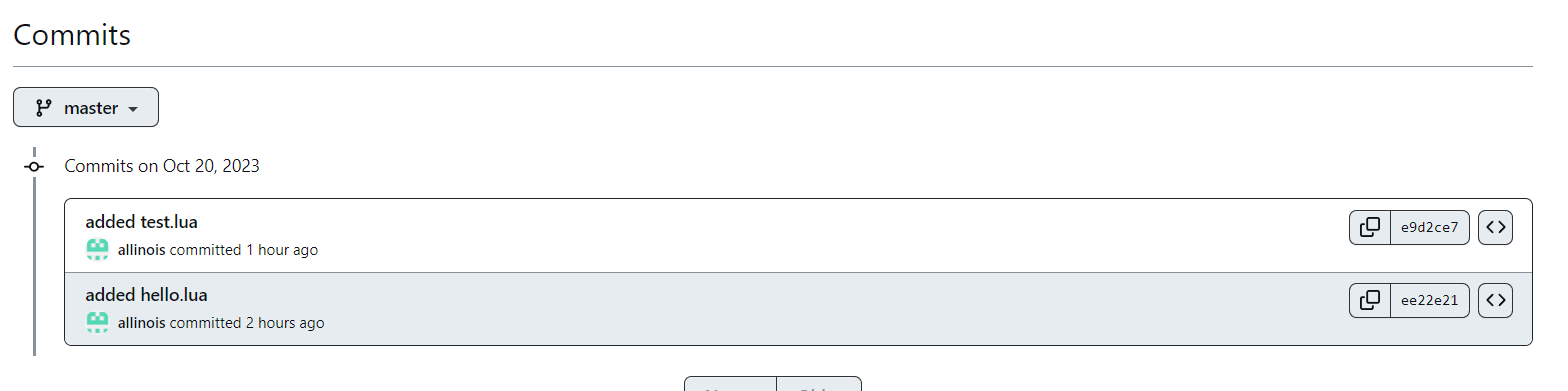 Commits
master
Commits on Oct 20, 2023
added test.lua
e9d2ce7
allinois committed 1 hour ago
added hello.lua
ee22e21
allinois committed 2 hours ago